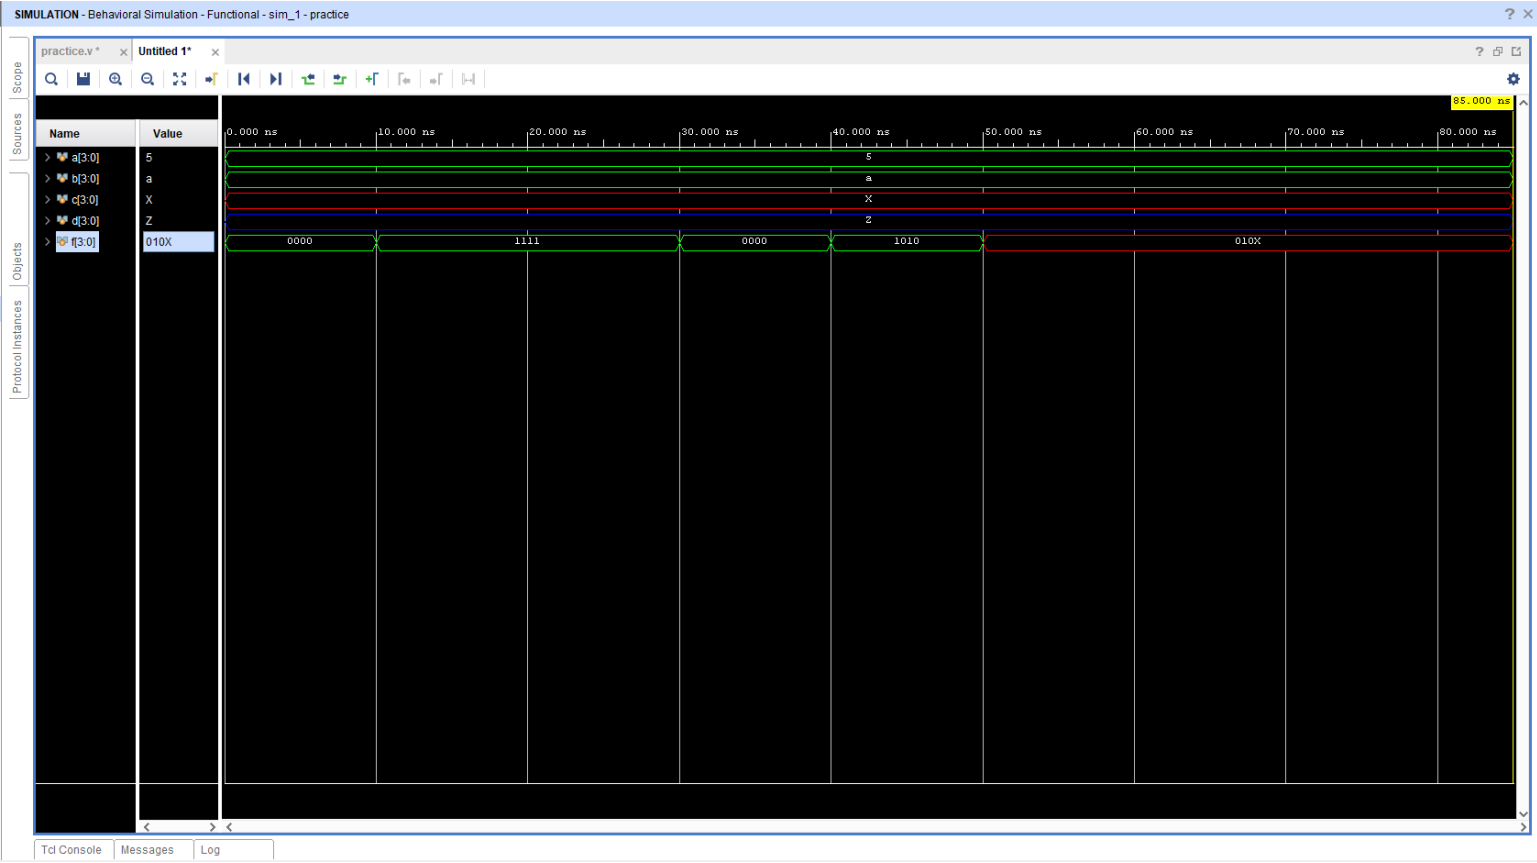 SIMULATION - Behavioral Simulation - Functional - sim_1 - practice
? ×
Scope
Sources
Objects
Protocol Instances
practice.v * × Untitled 1* ×
?
85.000 ns
Name Value
0.000 ns 10.000 ns 20.000 ns 30.000 ns 40.000 ns 50.000 ns 60.000 ns 70.000 ns 80.000 ns
a[3:0] 5 5
b[3:0] a a
c[3:0] X X
d[3:0] Z Z
f[3:0] 010X 0000 1111 0000 1010 010X
Tcl Console Messages Log